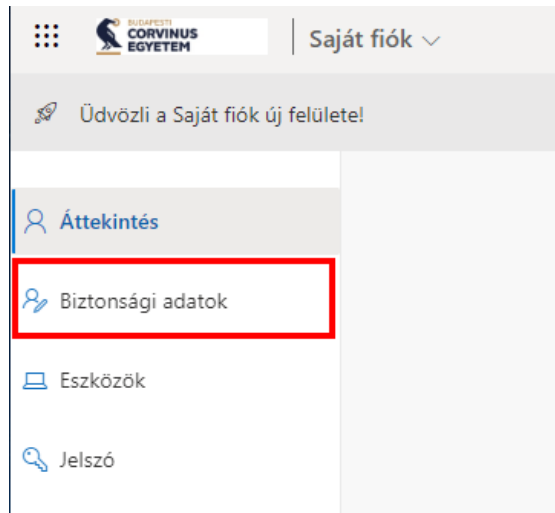 BUDAPESTI
CORVINUS
EGYETEM
Saját fiók
Üdvözli a Saját fiók új felülete!
Áttekintés
Biztonsági adatok
Eszközök
Jelszó